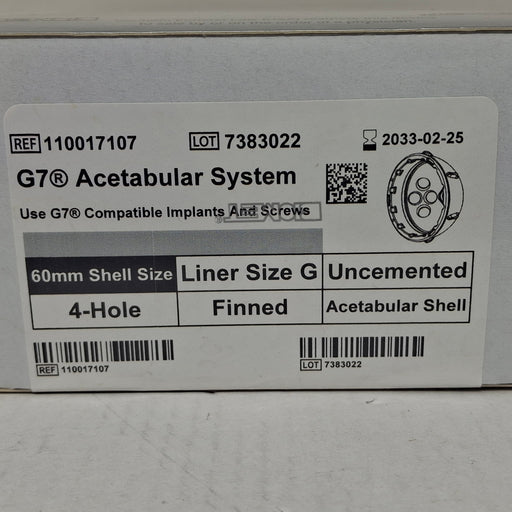 REF 110017107
LOT 7383022
2033-02-25
G7® Acetabular System
Use G7® Compatible Implants And Screws
60mm Shell Size
Liner Size G
Uncemented
4-Hole
Finned
Acetabular Shell
REF 110017107
LOT 7383022